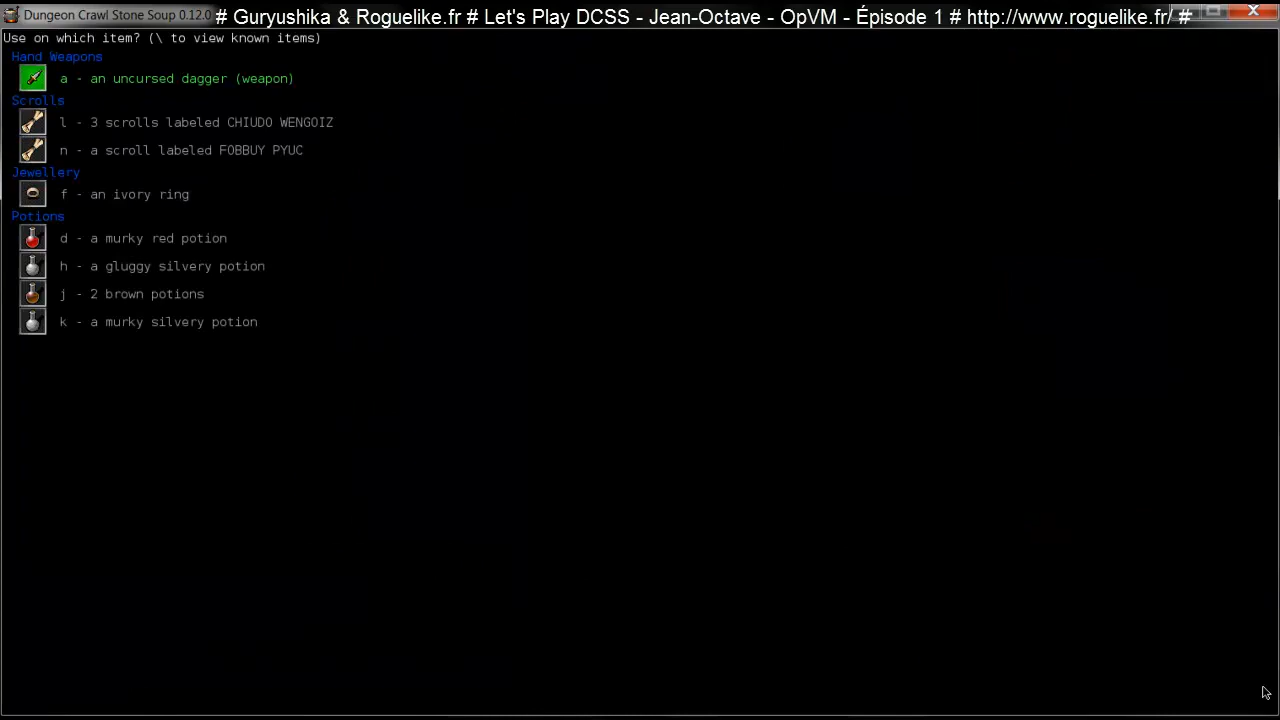 Dungeon Crawl Stone Soup 0.12.0
# Guryushika & Roguelike.fr # Let's Play DCSS - Jean-Octave - OpVM - Épisode 1 # http://www.roguelike.fr/ #
Use on which item? (\ to view known items)
Hand Weapons
a - an uncursed dagger (weapon)
Scrolls
l - 3 scrolls labeled CHIUDO WENGOIZ
n - a scroll labeled FOBBUY PYUC
Jewellery
f - an ivory ring
Potions
d - a murky red potion
h - a gluggy silvery potion
j - 2 brown potions
k - a murky silvery potion